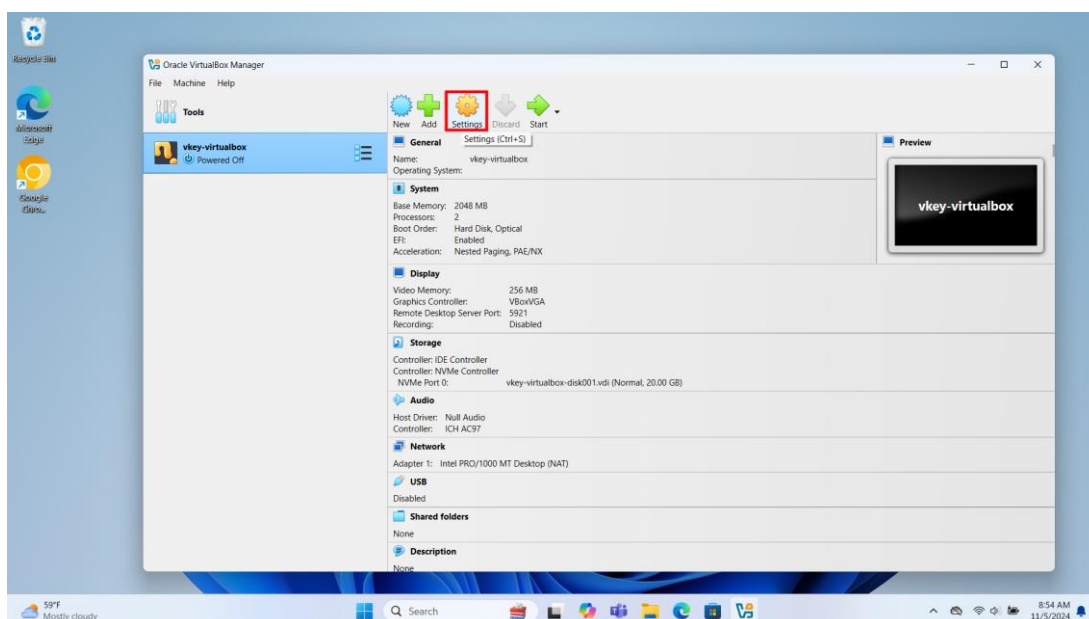 Recycle Bin
Microsoft
Edge
Google
Chro...
Oracle VirtualBox Manager
File Machine Help
Tools
vkey-virtualbox
Powered Off
New Add Settings Discard Start
Settings (Ctrl+S)
General
Name: vkey-virtualbox
Operating System:
System
Base Memory: 2048 MB
Processors: 2
Boot Order: Hard Disk, Optical
EFI: Enabled
Acceleration: Nested Paging, PAE/NX
Display
Video Memory: 256 MB
Graphics Controller: VBoxVGA
Remote Desktop Server Port: 5921
Recording: Disabled
Storage
Controller: IDE Controller
Controller: NVMe Controller
NVMe Port 0: vkey-virtualbox-disk001.vdi (Normal, 20.00 GB)
Audio
Host Driver: Null Audio
Controller: ICH AC97
Network
Adapter 1: Intel PRO/1000 MT Desktop (NAT)
USB
Disabled
Shared folders
None
Description
None
Preview
vkey-virtualbox
59°F
Mostly cloudy
Search
8:54 AM
11/5/2024